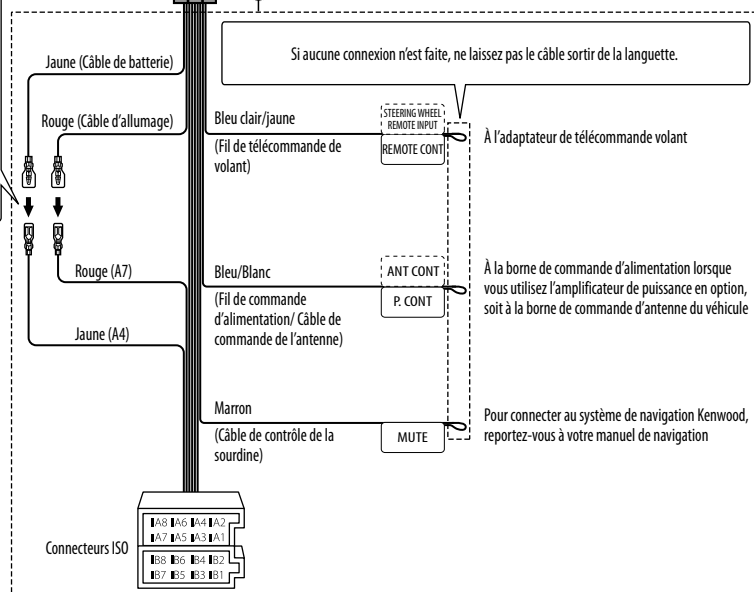 Si aucune connexion n'est faite, ne laissez pas le câble sortir de la languette.
Jaune (Câble de batterie)
Rouge (Câble d'allumage)
Bleu clair/jaune
(Fil de télécommande de
volant)
STEERING WHEEL
REMOTE INPUT
REMOTE CONT
À l'adaptateur de télécommande volant
Rouge (A7)
Jaune (A4)
Bleu/Blanc
(Fil de commande
d'alimentation/ Câble de
commande de l'antenne)
ANT CONT
P. CONT
À la borne de commande d'alimentation lorsque
vous utilisez l'amplificateur de puissance en option,
soit à la borne de commande d'antenne du véhicule
Marron
(Câble de contrôle de la
sourdine)
MUTE
Pour connecter au système de navigation Kenwood,
reportez-vous à votre manuel de navigation
Connecteurs ISO
A8 A6 A4 A2
A7 A5 A3 A1
B8 B6 B4 B2
B7 B5 B3 B1